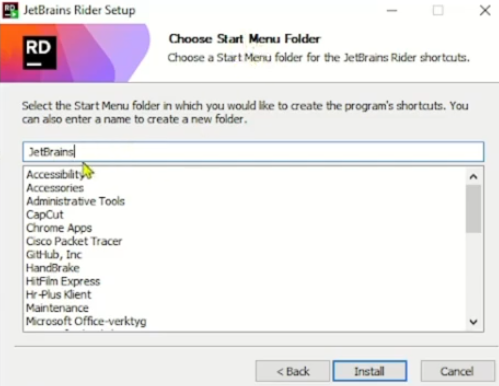 JetBrains Rider Setup
RD
Choose Start Menu Folder
Choose a Start Menu folder for the JetBrains Rider shortcuts.
Select the Start Menu folder in which you would like to create the program's shortcuts. You
can also enter a name to create a new folder.
JetBrains
Accessibility
Accessories
Administrative Tools
CapCut
Chrome Apps
Cisco Packet Tracer
GitHub, Inc
HandBrake
HitFilm Express
Hr-Plus Klient
Maintenance
Microsoft Office-verktyg
< Back
Install
Cancel